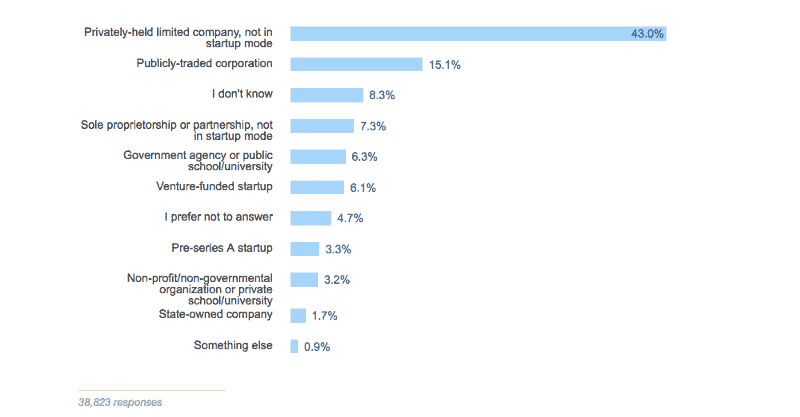 Privately-held limited company, not in
startup mode
43.0%
Publicly-traded corporation
15.1%
I don't know
8.3%
Sole proprietorship or partnership, not
in startup mode
7.3%
Government agency or public
school/university
6.3%
Venture-funded startup
6.1%
I prefer not to answer
4.7%
Pre-series A startup
3.3%
Non-profit/non-governmental
organization or private
school/university
3.2%
State-owned company
1.7%
Something else
0.9%
38,823 responses